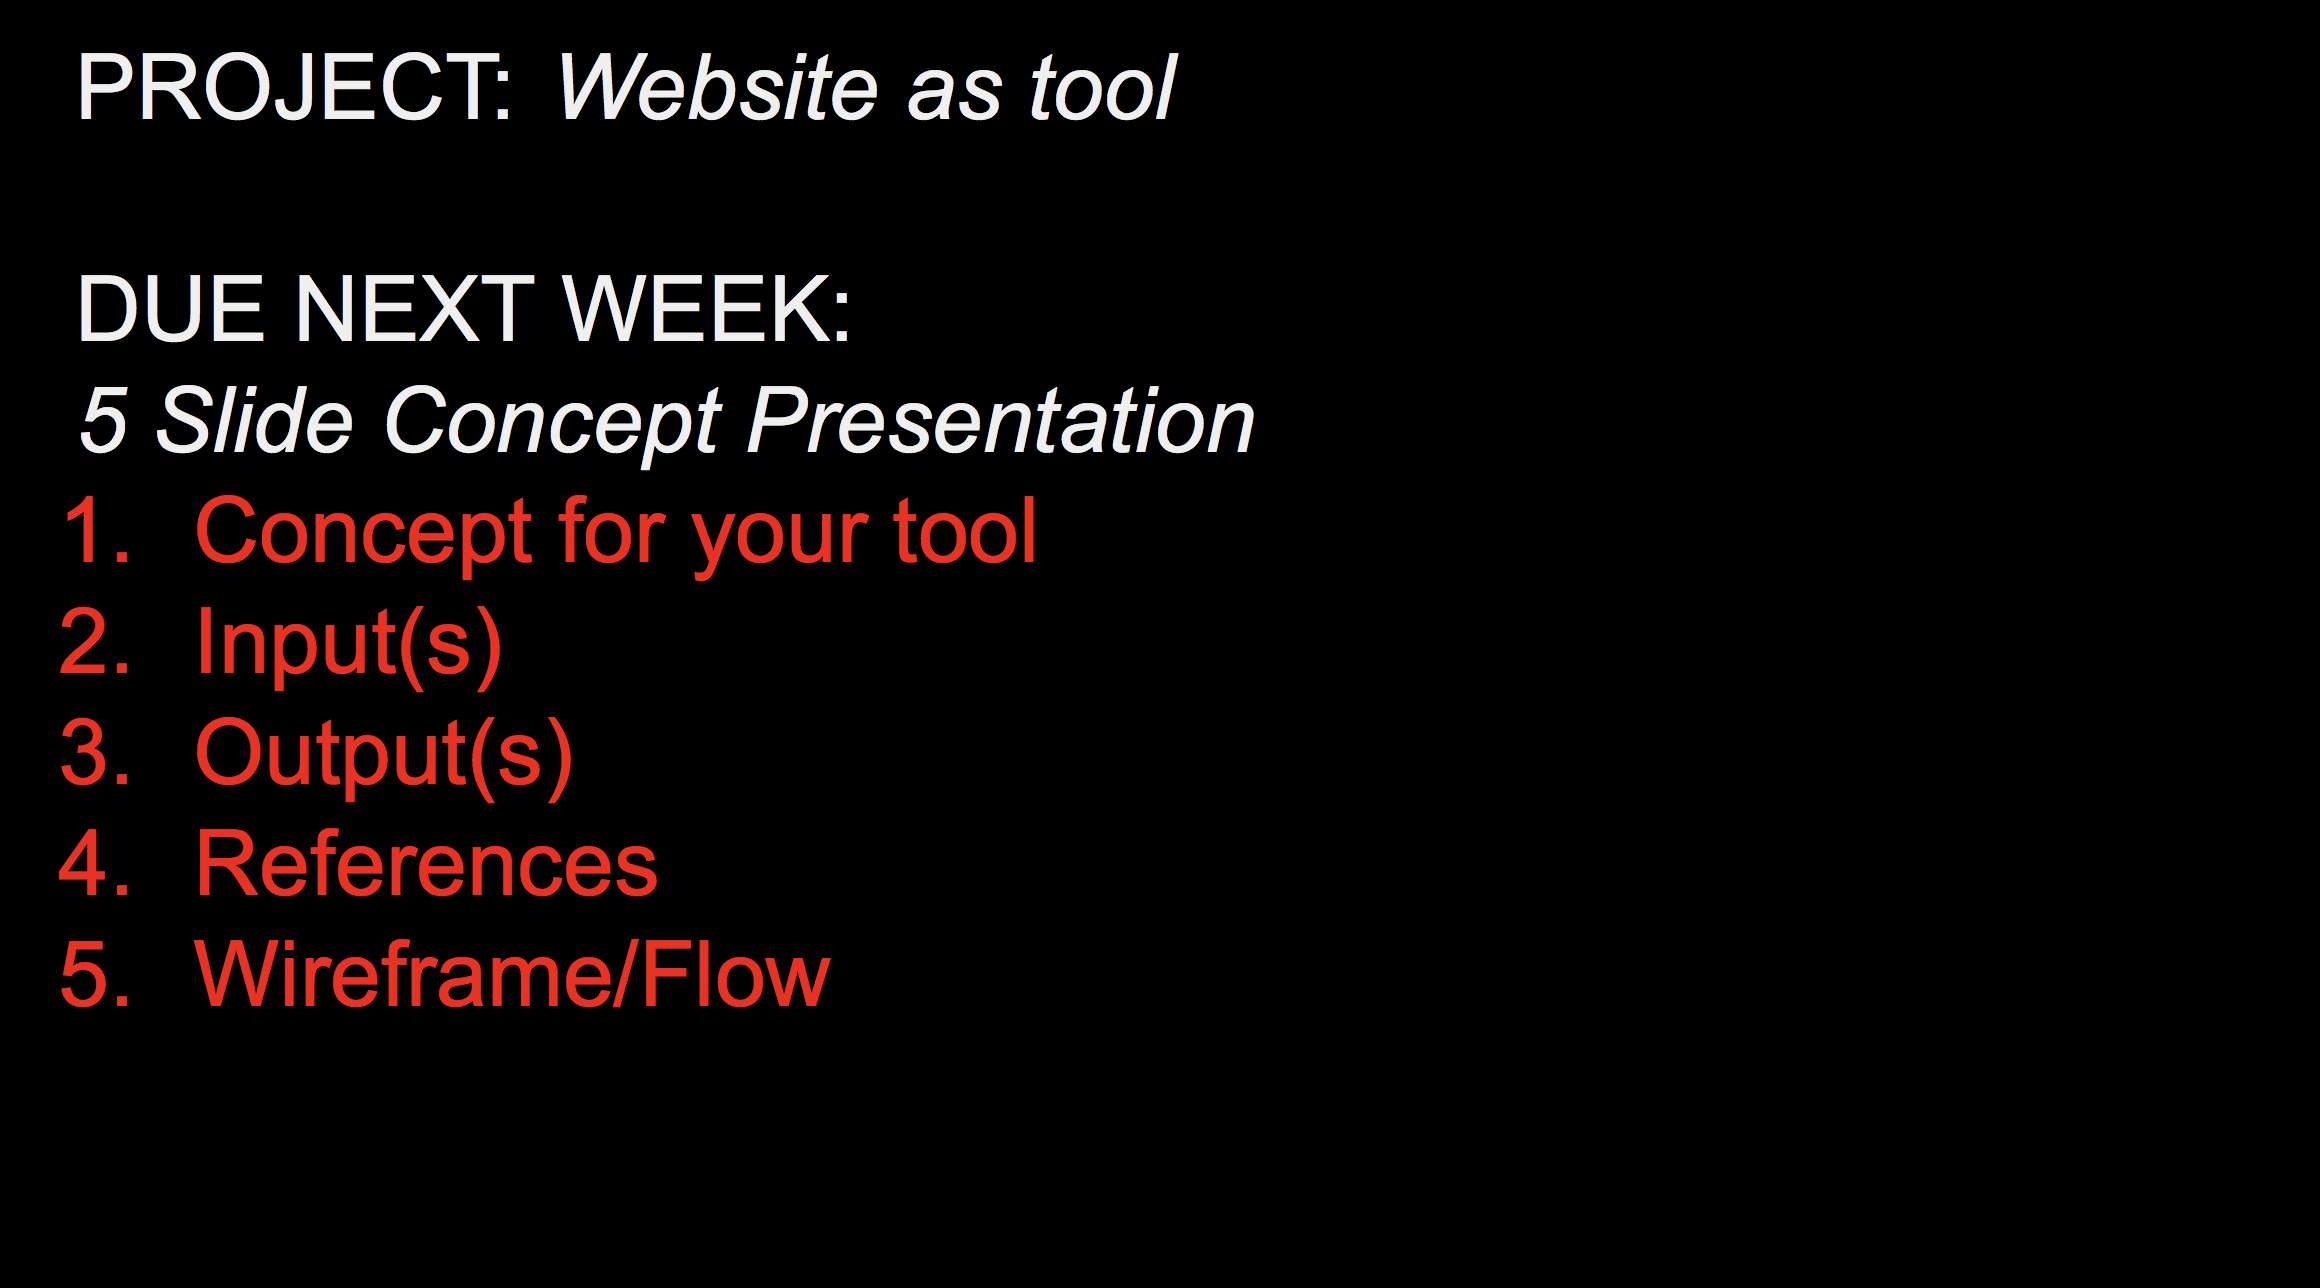 PROJECT: Website as tool
DUE NEXT WEEK:
5 Slide Concept Presentation
1. Concept for your tool
2. Input(s)
3. Output(s)
4. References
5. Wireframe/Flow